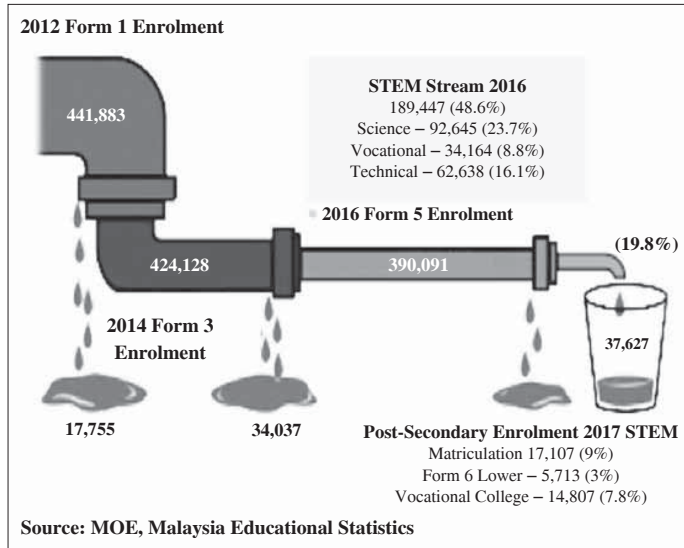 2012 Form 1 Enrolment
441,883
STEM Stream 2016
189,447 (48.6%)
Science – 92,645 (23.7%)
Vocational – 34,164 (8.8%)
Technical – 62,638 (16.1%)
2016 Form 5 Enrolment
424,128
390,091
(19.8%)
2014 Form 3
Enrolment
37,627
17,755
34,037
Post-Secondary Enrolment 2017 STEM
Matriculation 17,107 (9%)
Form 6 Lower – 5,713 (3%)
Vocational College – 14,807 (7.8%)
Source: MOE, Malaysia Educational Statistics